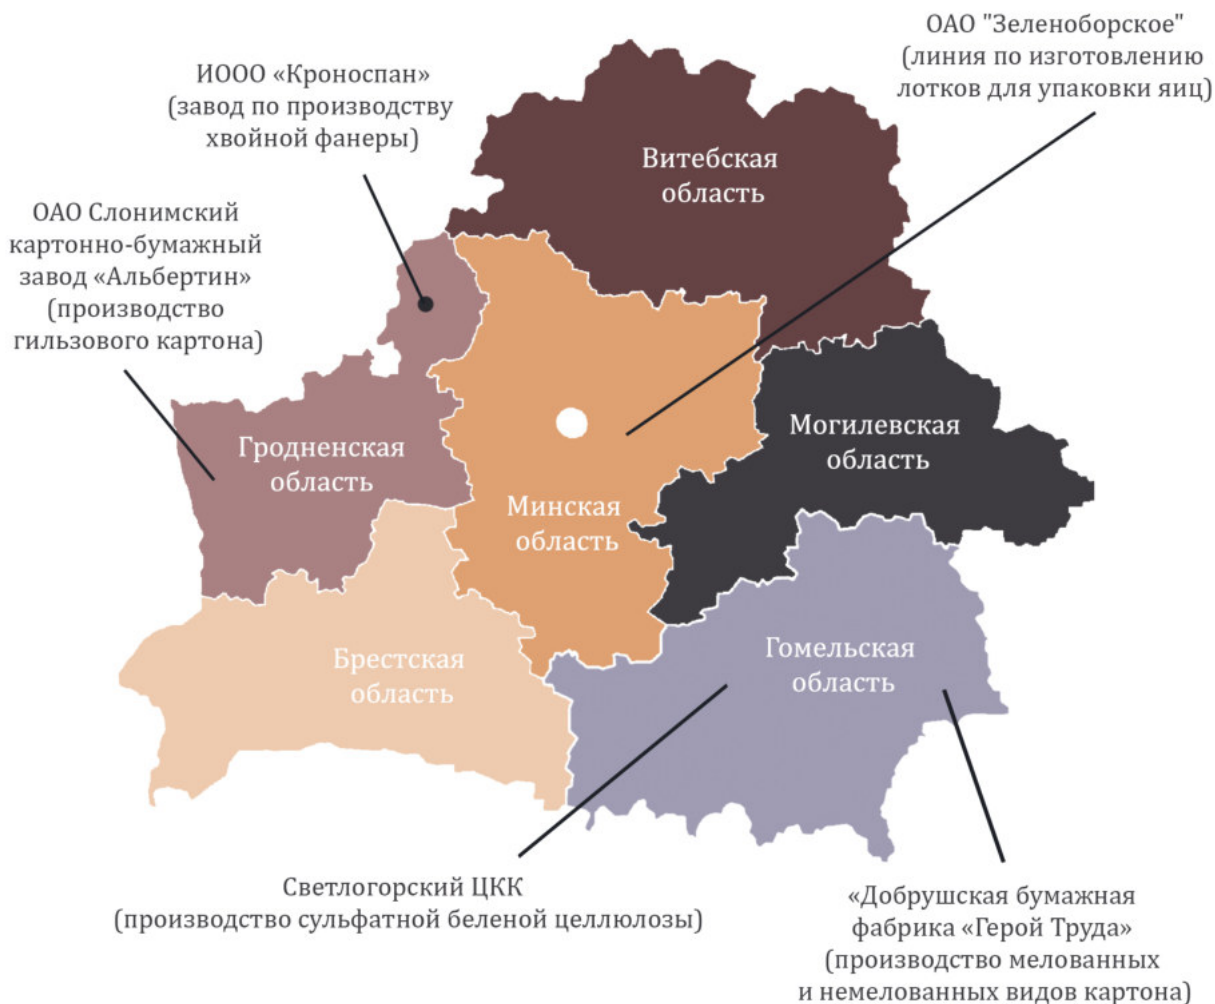 ОАО "Зеленоборское"
(линия по изготовлению
лотков для упаковки яиц)
ИООО «Кроноспан»
(завод по производству
хвойной фанеры)
Витебская
область
ОАО Слонимский
картонно-бумажный
завод «Альбертин»
(производство
гильзового картона)
Гродненская
область
Могилевская
область
Минская
область
Брестская
область
Гомельская
область
Светлогорский ЦКК
(производство сульфатной беленой целлюлозы)
«Добрушская бумажная
фабрика «Герой Труда»
(производство мелованных
и немелованных видов картона)